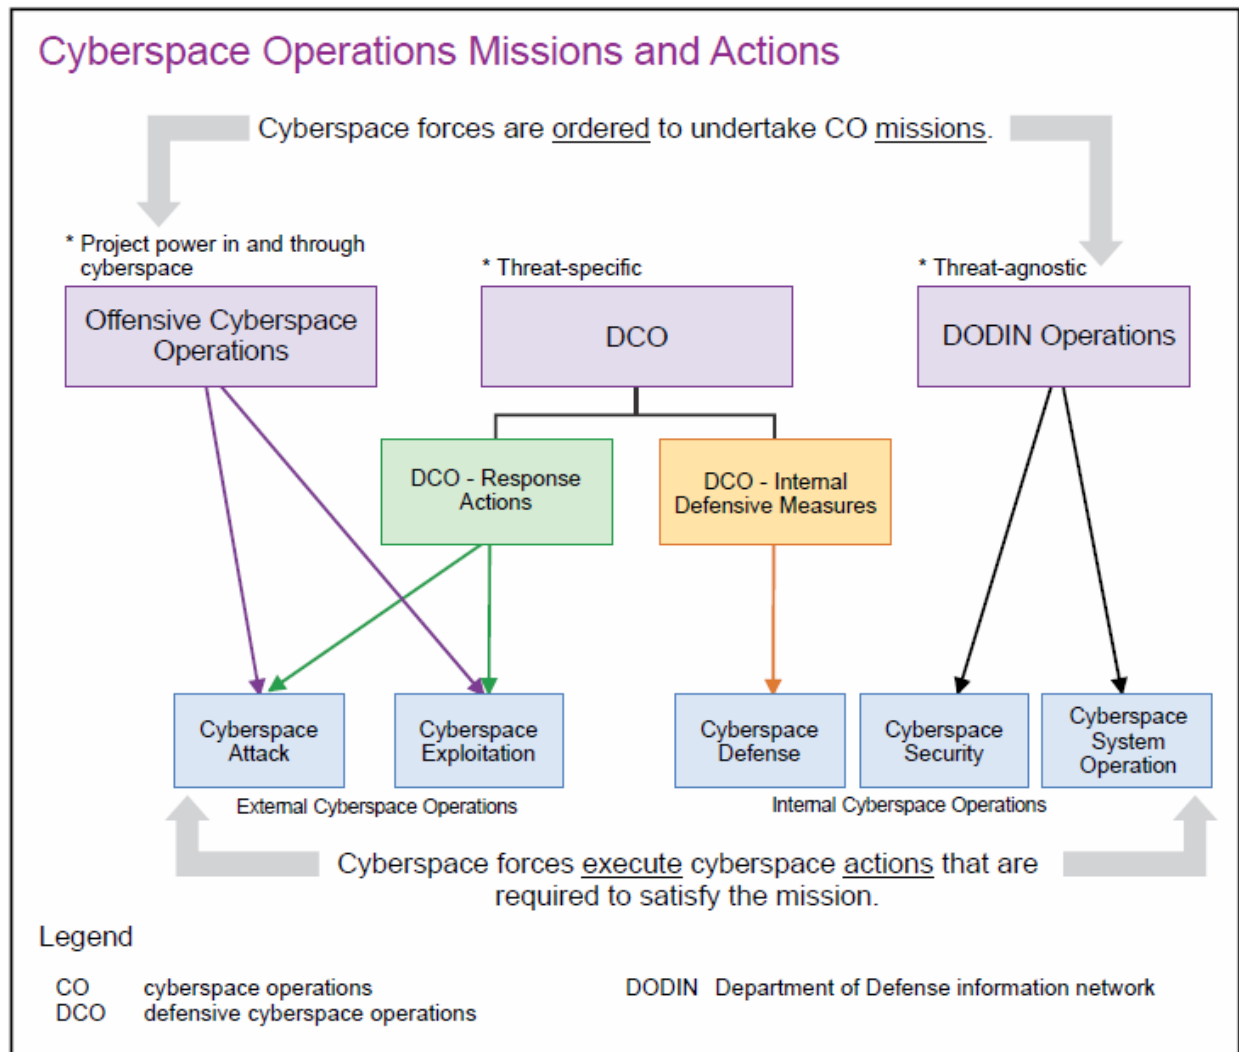 Cyberspace Operations Missions and Actions
Cyberspace forces are ordered to undertake CO missions.
* Project power in and through
cyberspace
* Threat-specific
* Threat-agnostic
Offensive Cyberspace
Operations
DCO
DODIN Operations
DCO - Response
Actions
DCO - Internal
Defensive Measures
Cyberspace
Attack
Cyberspace
Exploitation
Cyberspace
Defense
Cyberspace
Security
Cyberspace
System
Operation
External Cyberspace Operations
Internal Cyberspace Operations
Cyberspace forces execute cyberspace actions that are
required to satisfy the mission.
Legend
CO cyberspace operations
DCO defensive cyberspace operations
DODIN Department of Defense information network